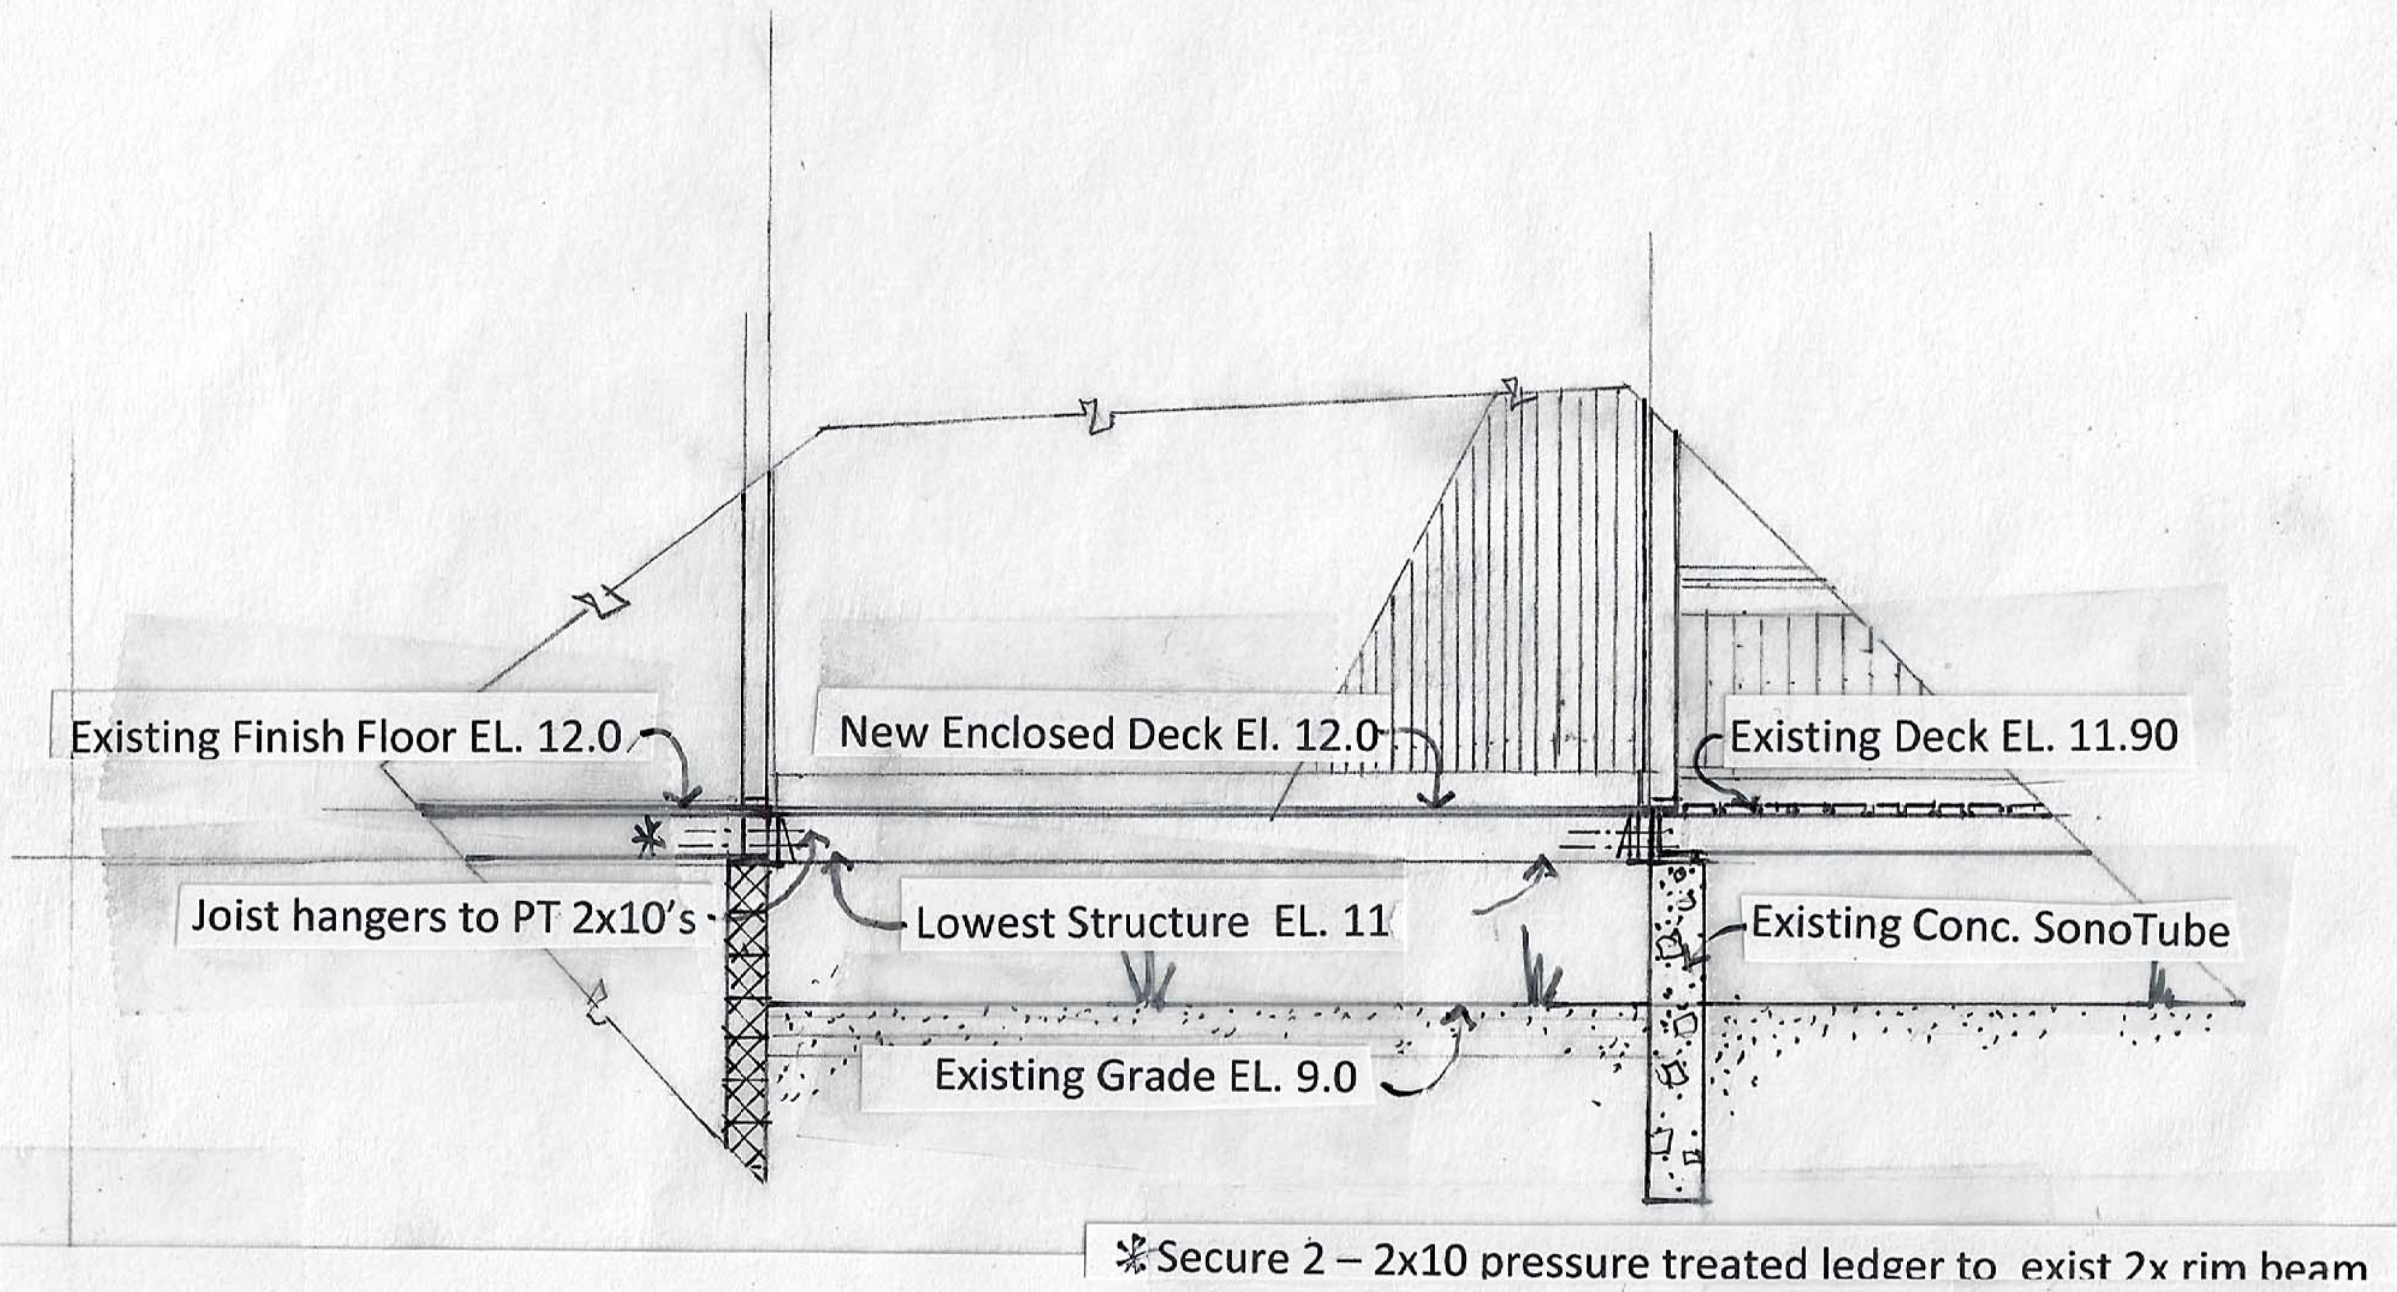 Existing Finish Floor EL. 12.0
New Enclosed Deck El. 12.0
Existing Deck EL. 11.90
*
Joist hangers to PT 2x10's
Lowest Structure EL. 11
Existing Conc. SonoTube
Existing Grade EL. 9.0
*Secure 2 – 2x10 pressure treated ledger to exist 2x rim beam